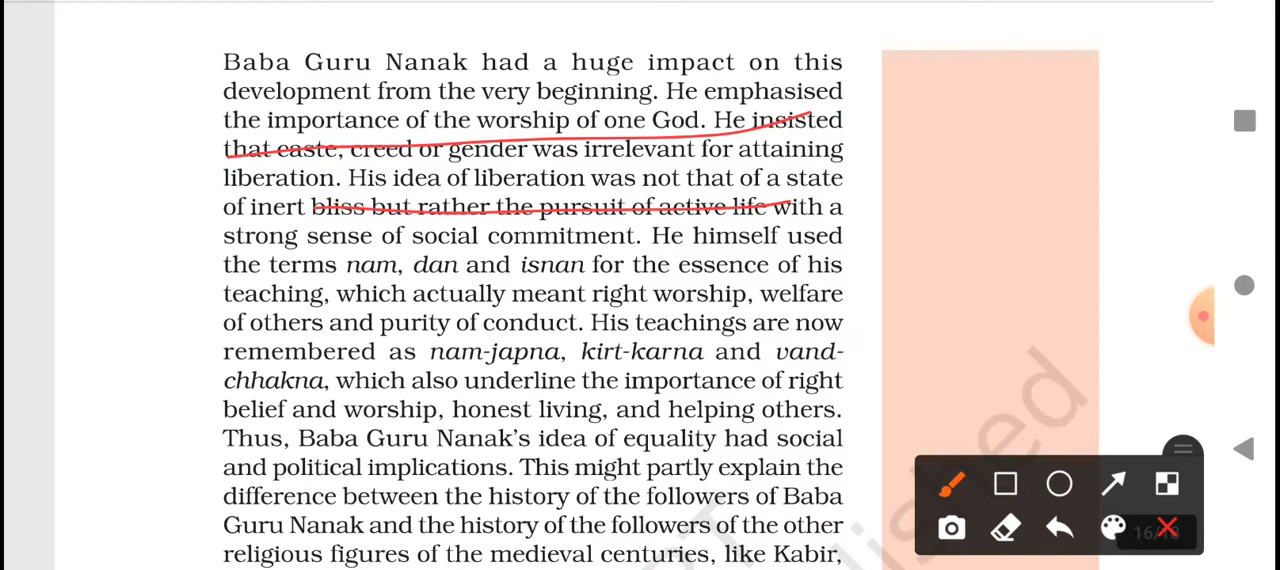 Baba Guru Nanak had a huge impact on this
development from the very beginning. He emphasised
the importance of the worship of one God. He insisted
that caste, creed or gender was irrelevant for attaining
liberation. His idea of liberation was not that of a state
of inert bliss but rather the pursuit of active life with a
strong sense of social commitment. He himself used
the terms nam, dan and isnan for the essence of his
teaching, which actually meant right worship, welfare
of others and purity of conduct. His teachings are now
remembered as nam-japna, kirt-karna and vand-
chhakna, which also underline the importance of right
belief and worship, honest living, and helping others.
Thus, Baba Guru Nanak's idea of equality had social
and political implications. This might partly explain the
difference between the history of the followers of Baba
Guru Nanak and the history of the followers of the other
religious figures of the medieval centuries, like Kabir,
16/18